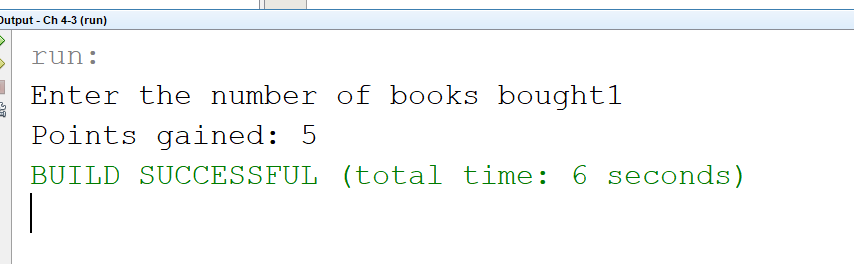 Output - Ch 4-3 (run)
run:
Enter the number of books bought1
Points gained: 5
BUILD SUCCESSFUL (total time: 6 seconds)